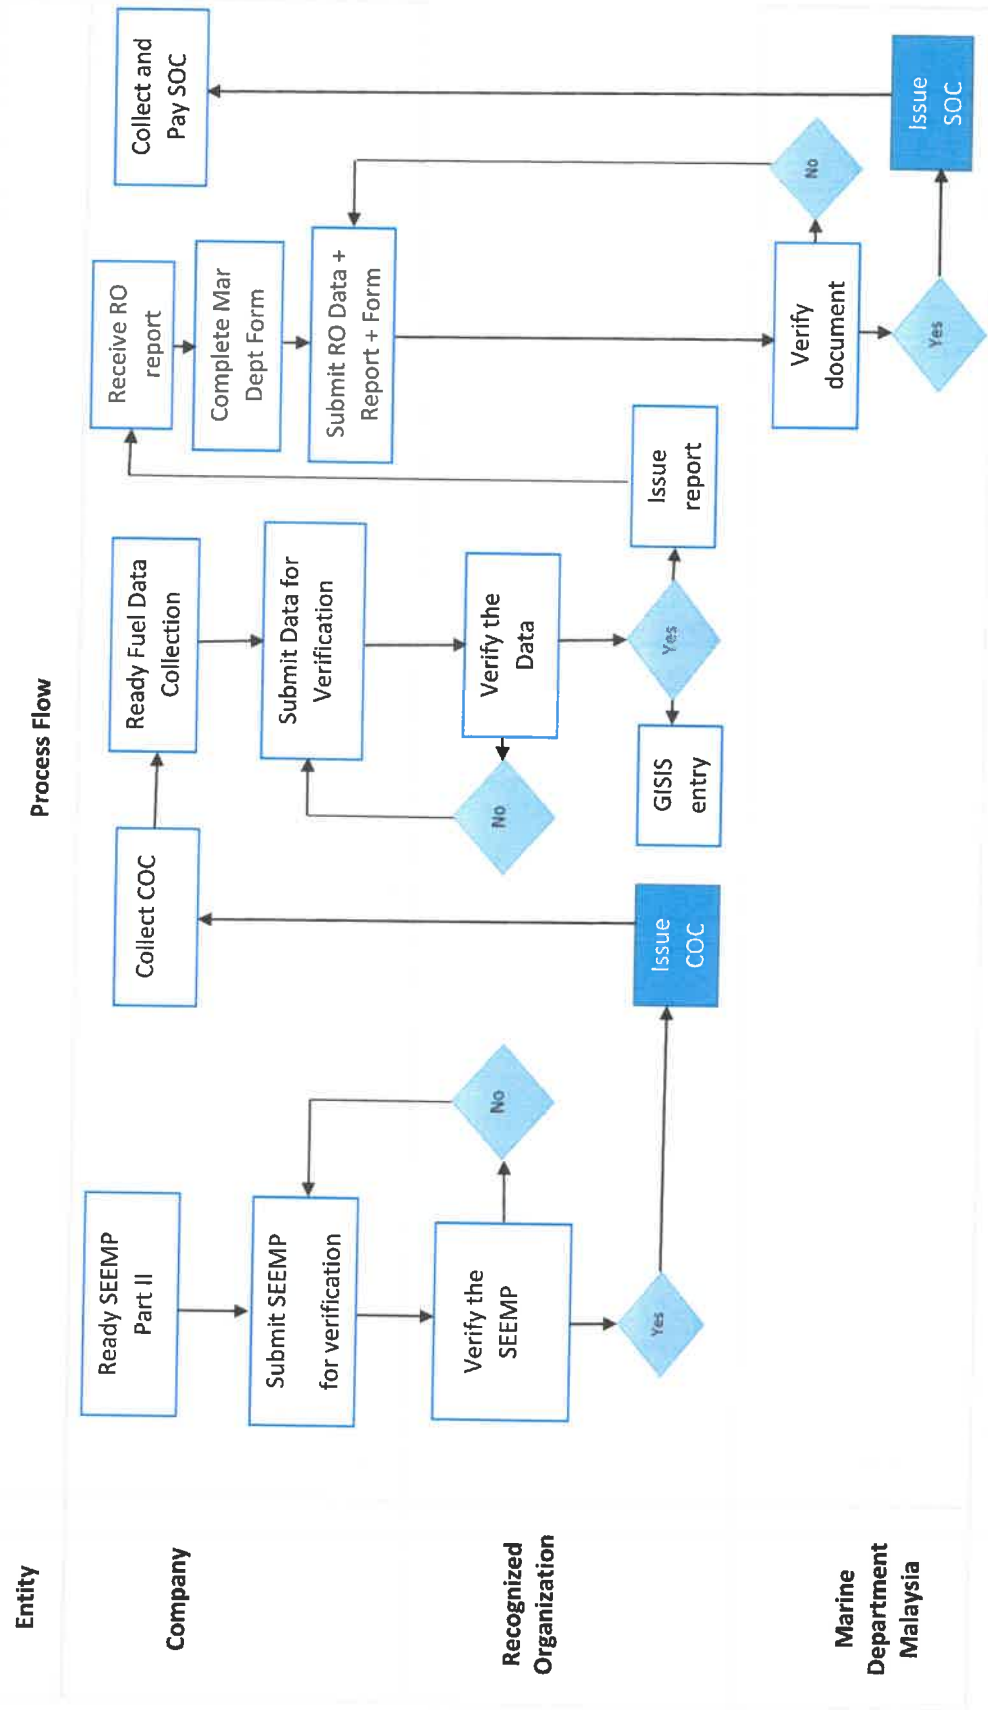 Entity
Process Flow
Company
Ready SEEMP
Part II
Submit SEEMP
for verification
Collect COC
Ready Fuel Data
Collection
Submit Data for
Verification
Receive RO
report
Complete Mar
Dept Form
Submit RO Data +
Report + Form
Collect and
Pay SOC
Recognized
Organization
Verify the
SEEMP
No
Yes
Issue
COC
No
Verify the
Data
GISIS
entry
Yes
Issue
report
Marine
Department
Malaysia
Verify
document
No
Yes
Issue
SOC